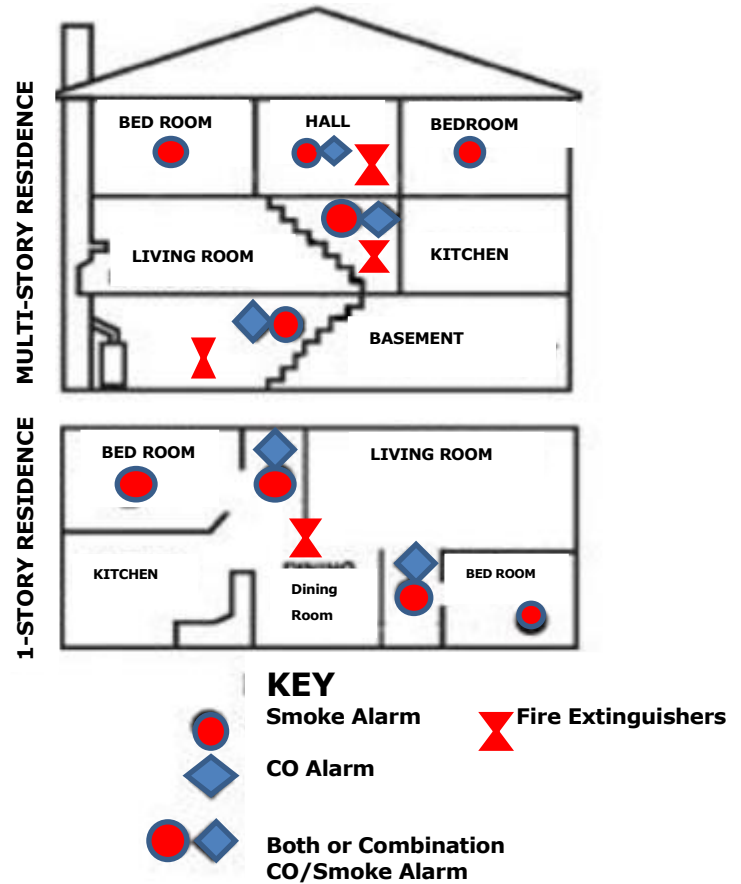 MULTI-STORY RESIDENCE
BED ROOM
HALL
BEDROOM
LIVING ROOM
KITCHEN
BASEMENT
1-STORY RESIDENCE
BED ROOM
LIVING ROOM
KITCHEN
DINING
Dining
Room
BED ROOM
KEY
Smoke Alarm
Fire Extinguishers
CO Alarm
Both or Combination
CO/Smoke Alarm